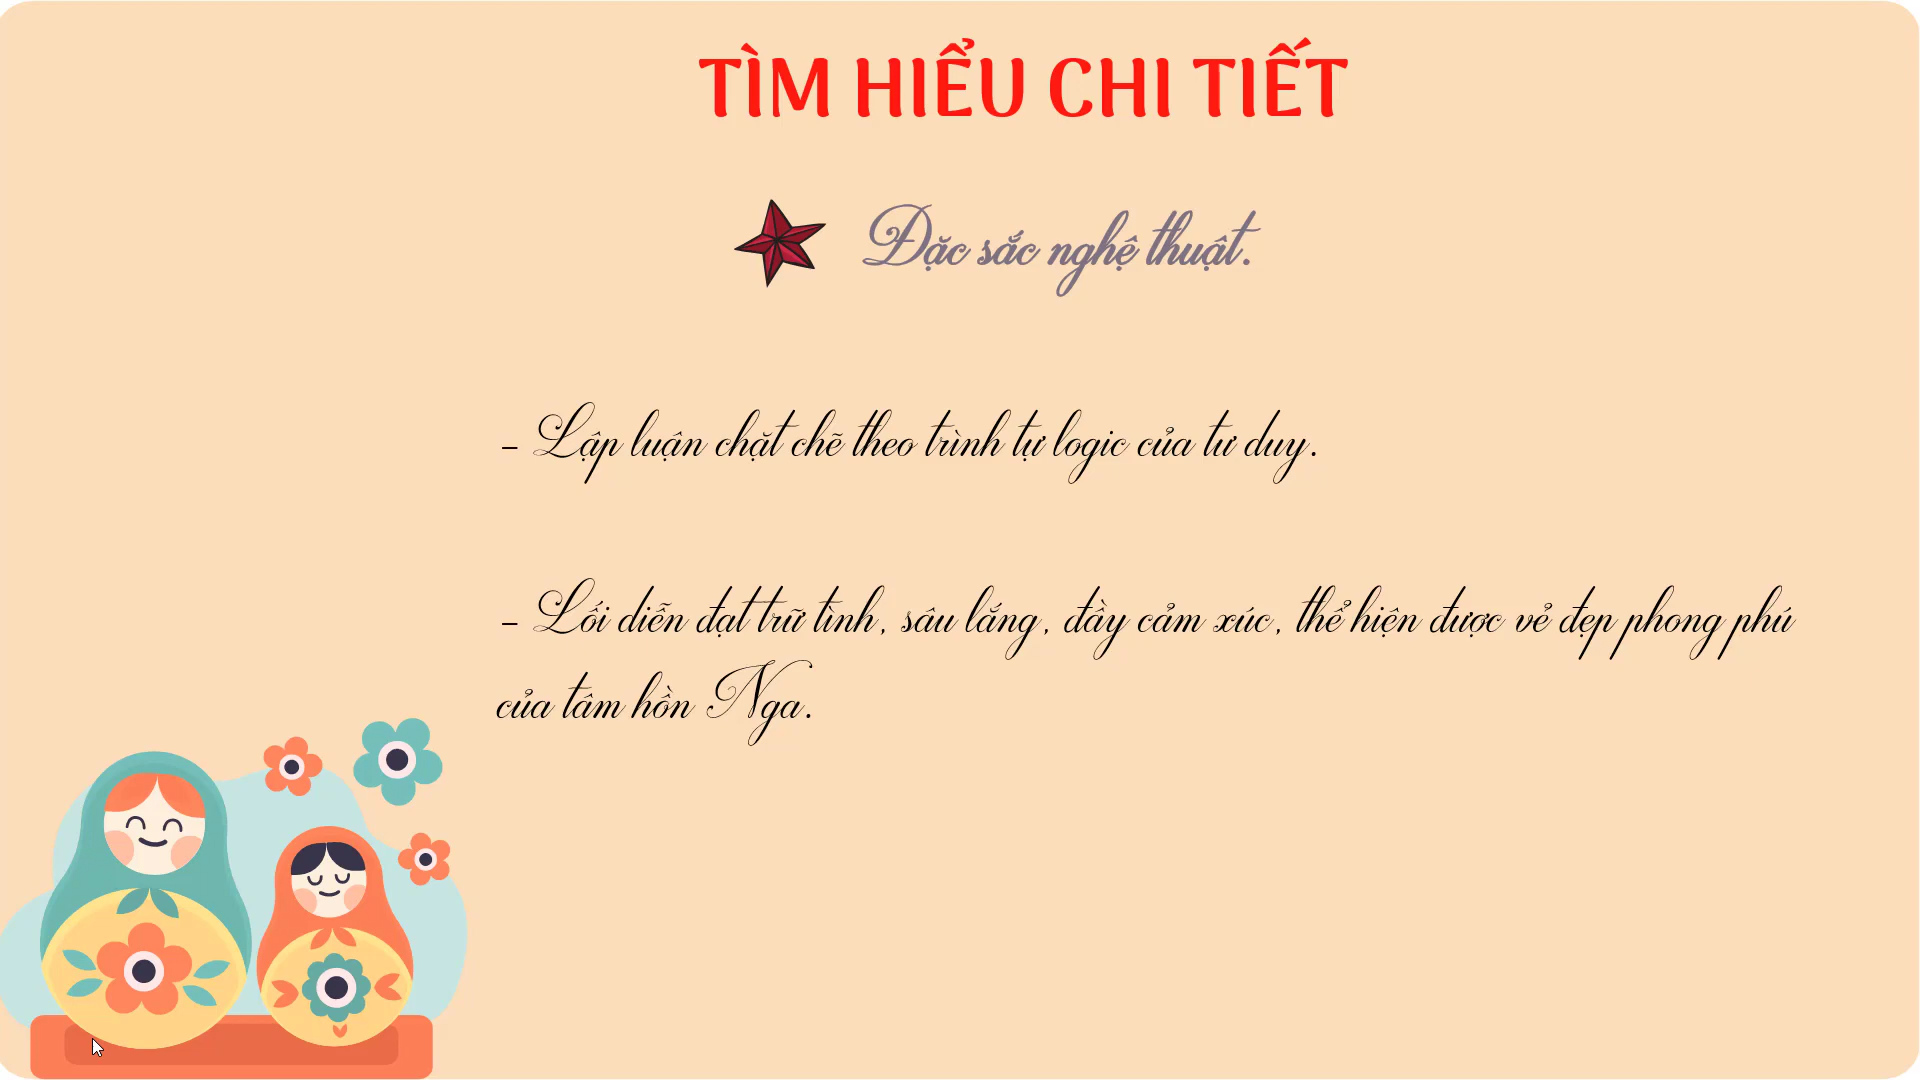 TÌM HIỂU CHI TIẾT
Đặc sắc nghệ thuật.
- Lập luận chặt chẽ theo trình tự logic của tư duy.
- Lối diễn đạt trữ tình, sâu lắng, đầy cảm xúc, thể hiện được vẻ đẹp phong phú
của tâm hồn Nga.